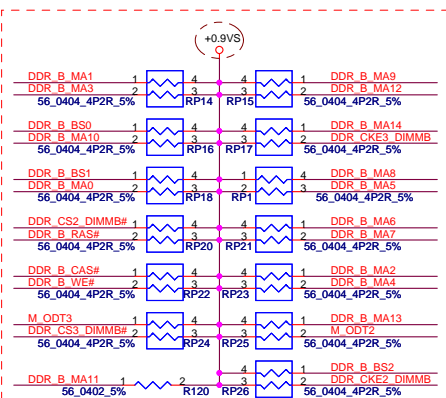 +0.9VS
DDR_B_MA1 1 4 4 1 DDR_B_MA9
DDR_B_MA3 2 3 3 2 DDR_B_MA12
56_0404_4P2R_5% RP14 RP15 56_0404_4P2R_5%
DDR_B_BS0 1 4 4 1 DDR_B_MA14
DDR_B_MA10 2 3 3 2 DDR_CKE3_DIMMB
56_0404_4P2R_5% RP16 RP17 56_0404_4P2R_5%
DDR_B_BS1 1 4 1 4 DDR_B_MA8
DDR_B_MA0 2 3 2 3 DDR_B_MA5
56_0404_4P2R_5% RP18 RP1 56_0404_4P2R_5%
DDR_CS2_DIMMB# 1 4 4 1 DDR_B_MA6
DDR_B_RAS# 2 3 3 2 DDR_B_MA7
56_0404_4P2R_5% RP20 RP21 56_0404_4P2R_5%
DDR_B_CAS# 1 4 4 1 DDR_B_MA2
DDR_B_WE# 2 3 3 2 DDR_B_MA4
56_0404_4P2R_5% RP22 RP23 56_0404_4P2R_5%
M_ODT3 1 4 4 1 DDR_B_MA13
DDR_CS3_DIMMB# 2 3 3 2 M_ODT2
56_0404_4P2R_5% RP24 RP25 56_0404_4P2R_5%
4 1 DDR_B_BS2
DDR_B_MA11 1 2 3 2 DDR_CKE2_DIMMB
56_0402_5% R120 RP26 56_0404_4P2R_5%